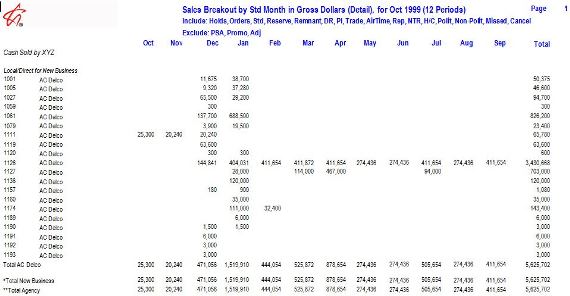 Sales Breakout by Std Month in Gross Dollars (Detail). for Oct 1999 (12 Periods) Page 1
Include: Holds, Orders, Std, Reserve, Remnant, DR, PI, Trade, AirTime, Rep, NTR, H/C, Polit, Non-Polit, Missed, Cancel
Exclude: PSA, Promo, Adj
Oct Nov Dec Jan Feb Mar Apr May Jun Jul Aug Sep Total
Cash Sold by XYZ
Local/Direct for New Business
1001 AC Delco 11,675 38,700 50,375
1005 AC Delco 9,320 37,280 46,600
1027 AC Delco 65,500 29,200 94,700
1059 AC Delco 300 300
1061 AC Delco 137,700 688,500 826,200
1079 AC Delco 3,900 19,500 23,400
1111 AC Delco 25,300 20,240 20,240 65,780
1119 AC Delco 63,600 63,600
1120 AC Delco 300 300 600
1126 AC Delco 144,841 404,031 411,654 411,872 411,654 274,436 274,436 411,654 274,436 411,654 3,430,668
1127 AC Delco 28,000 114,000 467,000 94,000 703,000
1138 AC Delco 120,000 120,000
1157 AC Delco 180 900 1,080
1160 AC Delco 35,000 35,000
1174 AC Delco 111,000 32,400 143,400
1189 AC Delco 6,000 6,000
1190 AC Delco 1,500 1,500 3,000
1191 AC Delco 6,000 6,000
1192 AC Delco 3,000 3,000
1193 AC Delco 3,000 3,000
Total AC Delco 25,300 20,240 471,056 1,519,910 444,054 525,872 878,654 274,436 274,436 505,654 274,436 411,654 5,625,702
*Total New Business 25,300 20,240 471,056 1,519,910 444,054 525,872 878,654 274,436 274,436 505,654 274,436 411,654 5,625,702
**Total Agency 25,300 20,240 471,056 1,519,910 444,054 525,872 878,654 274,436 274,436 505,654 274,436 411,654 5,625,702